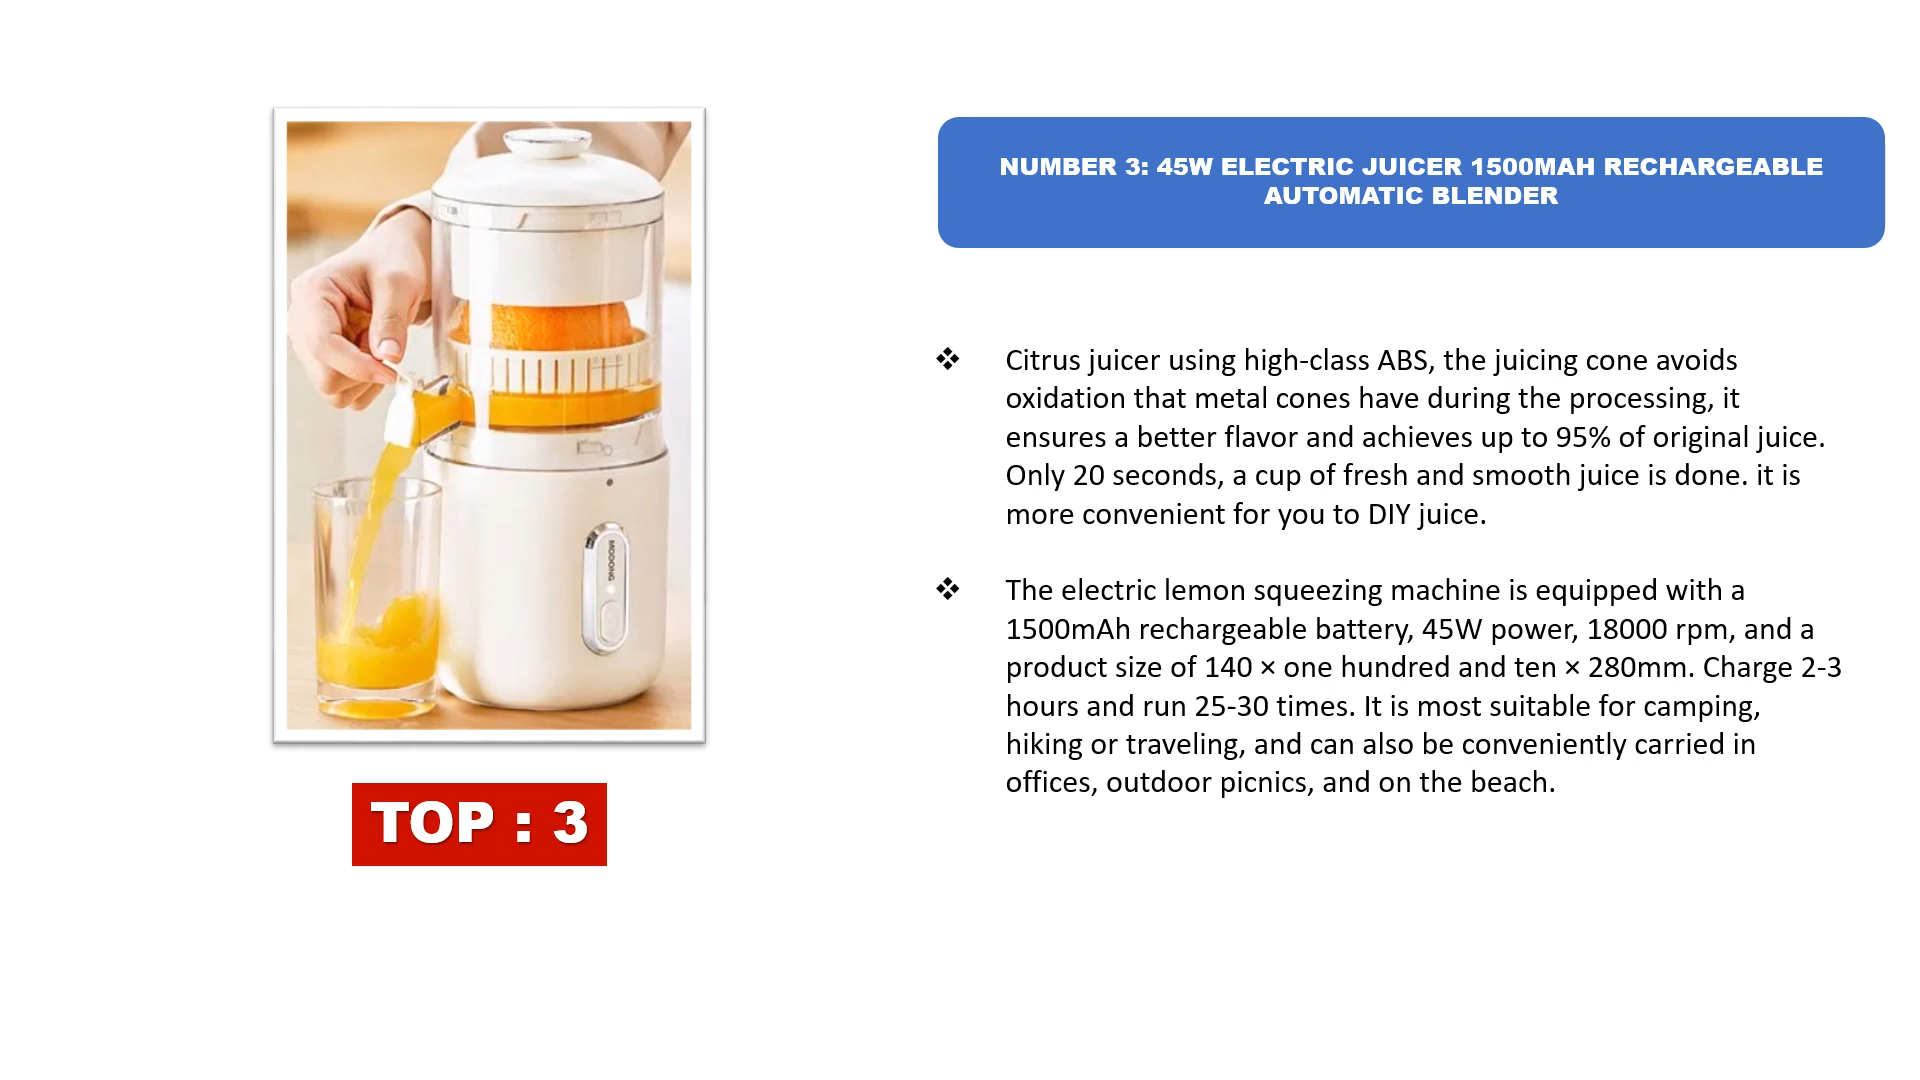 NUMBER 3: 45W ELECTRIC JUICER 1500MAH RECHARGEABLE
AUTOMATIC BLENDER
❖ Citrus juicer using high-class ABS, the juicing cone avoids
oxidation that metal cones have during the processing, it
ensures a better flavor and achieves up to 95% of original juice.
Only 20 seconds, a cup of fresh and smooth juice is done. it is
more convenient for you to DIY juice.
❖ The electric lemon squeezing machine is equipped with a
1500mAh rechargeable battery, 45W power, 18000 rpm, and a
product size of 140 × one hundred and ten × 280mm. Charge 2-3
hours and run 25-30 times. It is most suitable for camping,
hiking or traveling, and can also be conveniently carried in
offices, outdoor picnics, and on the beach.
MODONG
TOP : 3